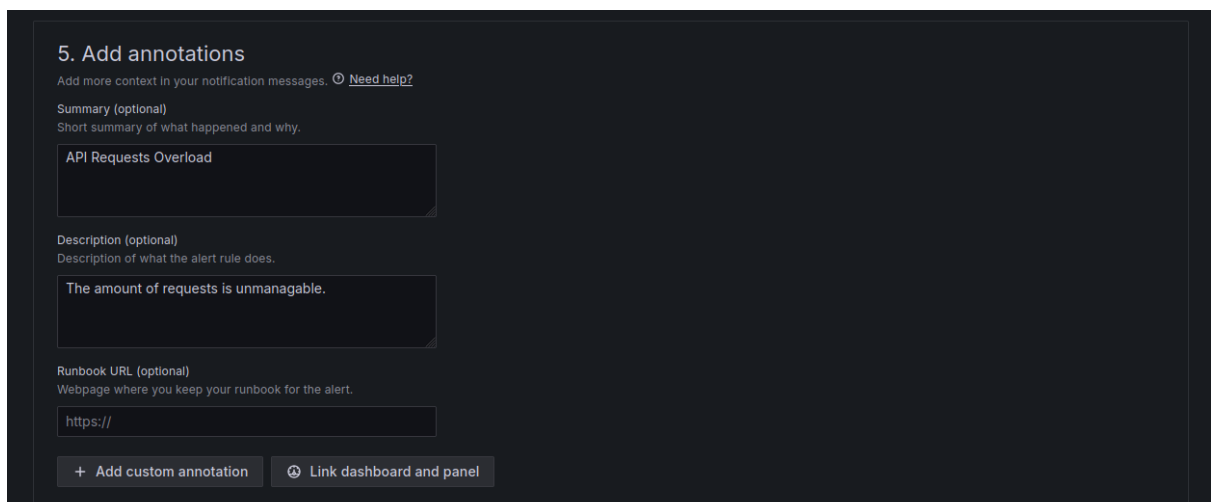 5. Add annotations
Add more context in your notification messages. Need help?
Summary (optional)
Short summary of what happened and why.
API Requests Overload
Description (optional)
Description of what the alert rule does.
The amount of requests is unmanagable.
Runbook URL (optional)
Webpage where you keep your runbook for the alert.
https://
+ Add custom annotation Link dashboard and panel